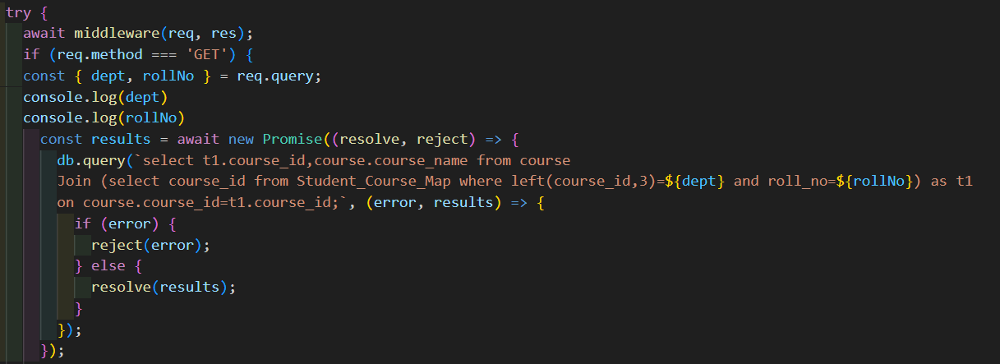 try {
await middleware(req, res);
if (req.method === 'GET') {
const { dept, rollNo } = req.query;
console.log(dept)
console.log(rollNo)
const results = await new Promise((resolve, reject) => {
db.query(`select t1.course_id,course.course_name from course
Join (select course_id from Student_Course_Map where left(course_id,3)=${dept} and roll_no=${rollNo}) as t1
on course.course_id=t1.course_id;`, (error, results) => {
if (error) {
reject(error);
} else {
resolve(results);
}
});
});